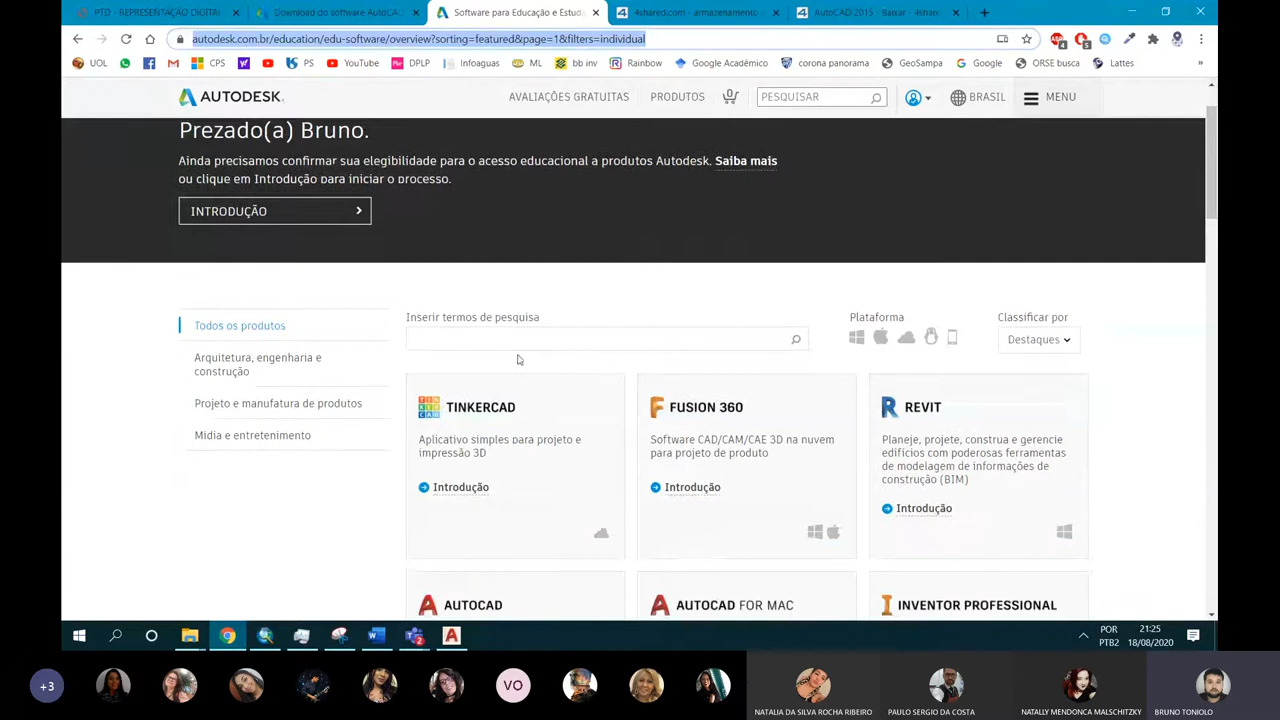 PTD - REPRESENTAÇÃO DIGITAL
Download do software AutoCAD
Software para Educação e Estud
4shared.com - armazenamento
AutoCAD 2015 - Baixar - 4share
autodesk.com.br/education/edu-software/overview?sorting=featured&page=1&filters=individual
UOL
CPS
YouTube
PS
DPLP
Infoaguas
ML
bb inv
Rainbow
Google Acadêmico
corona panorama
GeoSampa
Google
ORSE busca
Lattes
»
AUTODESK.
AVALIAÇÕES GRATUITAS
PRODUTOS
0
PESQUISAR
BRASIL
MENU
Prezado(a) Bruno.
Ainda precisamos confirmar sua elegibilidade para o acesso educacional a produtos Autodesk. Saiba mais
ou clique em Introdução para iniciar o processo.
INTRODUÇÃO
Todos os produtos
Arquitetura, engenharia e
construção
Projeto e manufatura de produtos
Mídia e entretenimento
Inserir termos de pesquisa
Plataforma
Classificar por
Destaques
TINKERCAD
Aplicativo simples para projeto e
impressão 3D
Introdução
FUSION 360
Software CAD/CAM/CAE 3D na nuvem
para projeto de produto
Introdução
REVIT
Planeje, projete, construa e gerencie
edifícios com poderosas ferramentas
de modelagem de informações de
construção (BIM)
Introdução
AUTOCAD
AUTOCAD FOR MAC
INVENTOR PROFESSIONAL
POR
PTB2
21:25
18/08/2020
+3
VO
NATALIA DA SILVA ROCHA RIBEIRO
PAULO SERGIO DA COSTA
NATALLY MENDONCA MALSCHITZKY
BRUNO TONIOLO